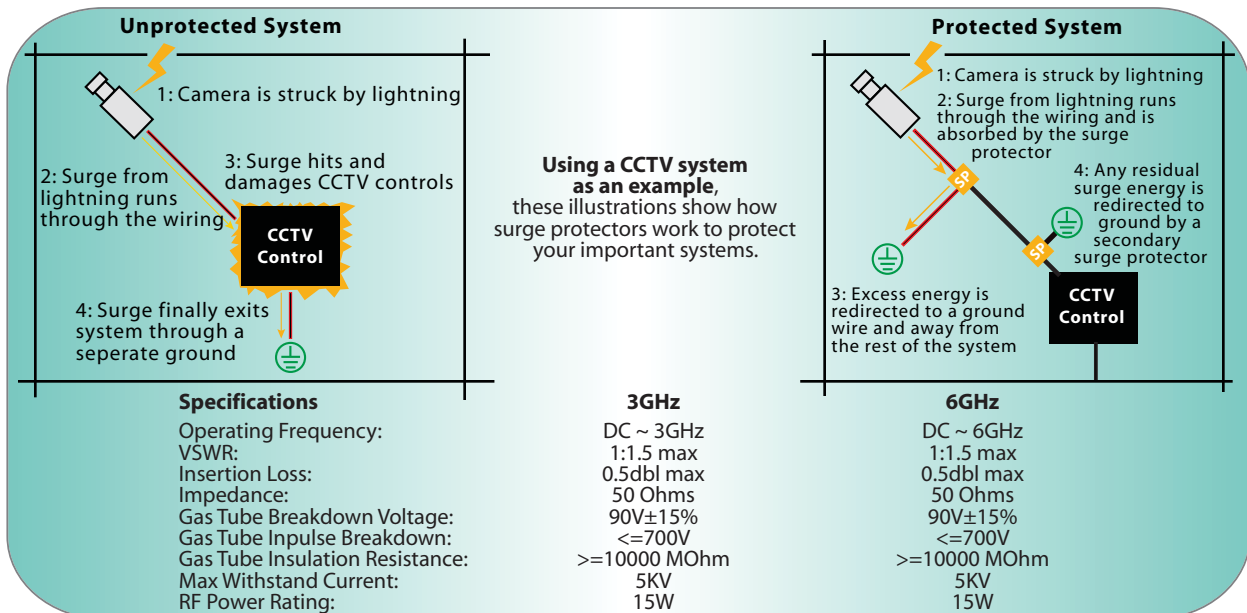 Unprotected System
1: Camera is struck by lightning
2: Surge from
lightning runs
through the wiring
3: Surge hits and
damages CCTV controls
CCTV
Control
4: Surge finally exits
system through a
seperate ground
Using a CCTV system
as an example,
these illustrations show how
surge protectors work to protect
your important systems.
Protected System
1: Camera is struck by lightning
2: Surge from lightning runs
through the wiring and is
absorbed by the surge
protector
SP
3: Excess energy is
redirected to a ground
wire and away from
the rest of the system
4: Any residual
surge energy is
redirected to
ground by a
secondary
surge protector
SP
CCTV
Control
Specifications 3GHz 6GHz
Operating Frequency: DC ~ 3GHz DC ~ 6GHz
VSWR: 1:1.5 max 1:1.5 max
Insertion Loss: 0.5dbl max 0.5dbl max
Impedance: 50 Ohms 50 Ohms
Gas Tube Breakdown Voltage: 90V±15% 90V±15%
Gas Tube Inpulse Breakdown: <=700V <=700V
Gas Tube Insulation Resistance: >=10000 MOhm >=10000 MOhm
Max Withstand Current: 5KV 5KV
RF Power Rating: 15W 15W